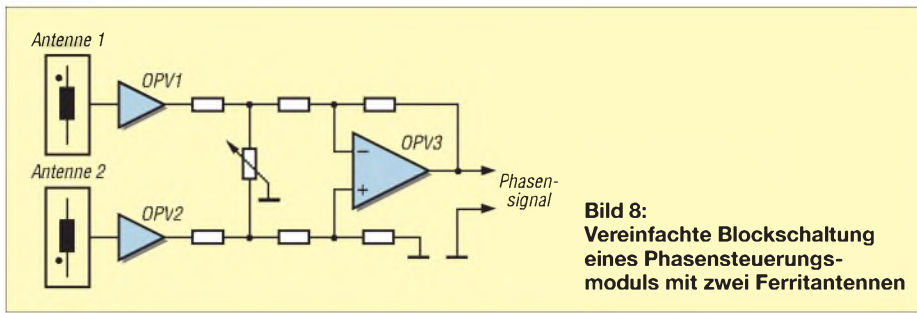 Antenne 1
OPV1
OPV3
−
+
Antenne 2
OPV2
Phasen-
signal
Bild 8:
Vereinfachte Blockschaltung
eines Phasensteuerungs-
moduls mit zwei Ferritantennen